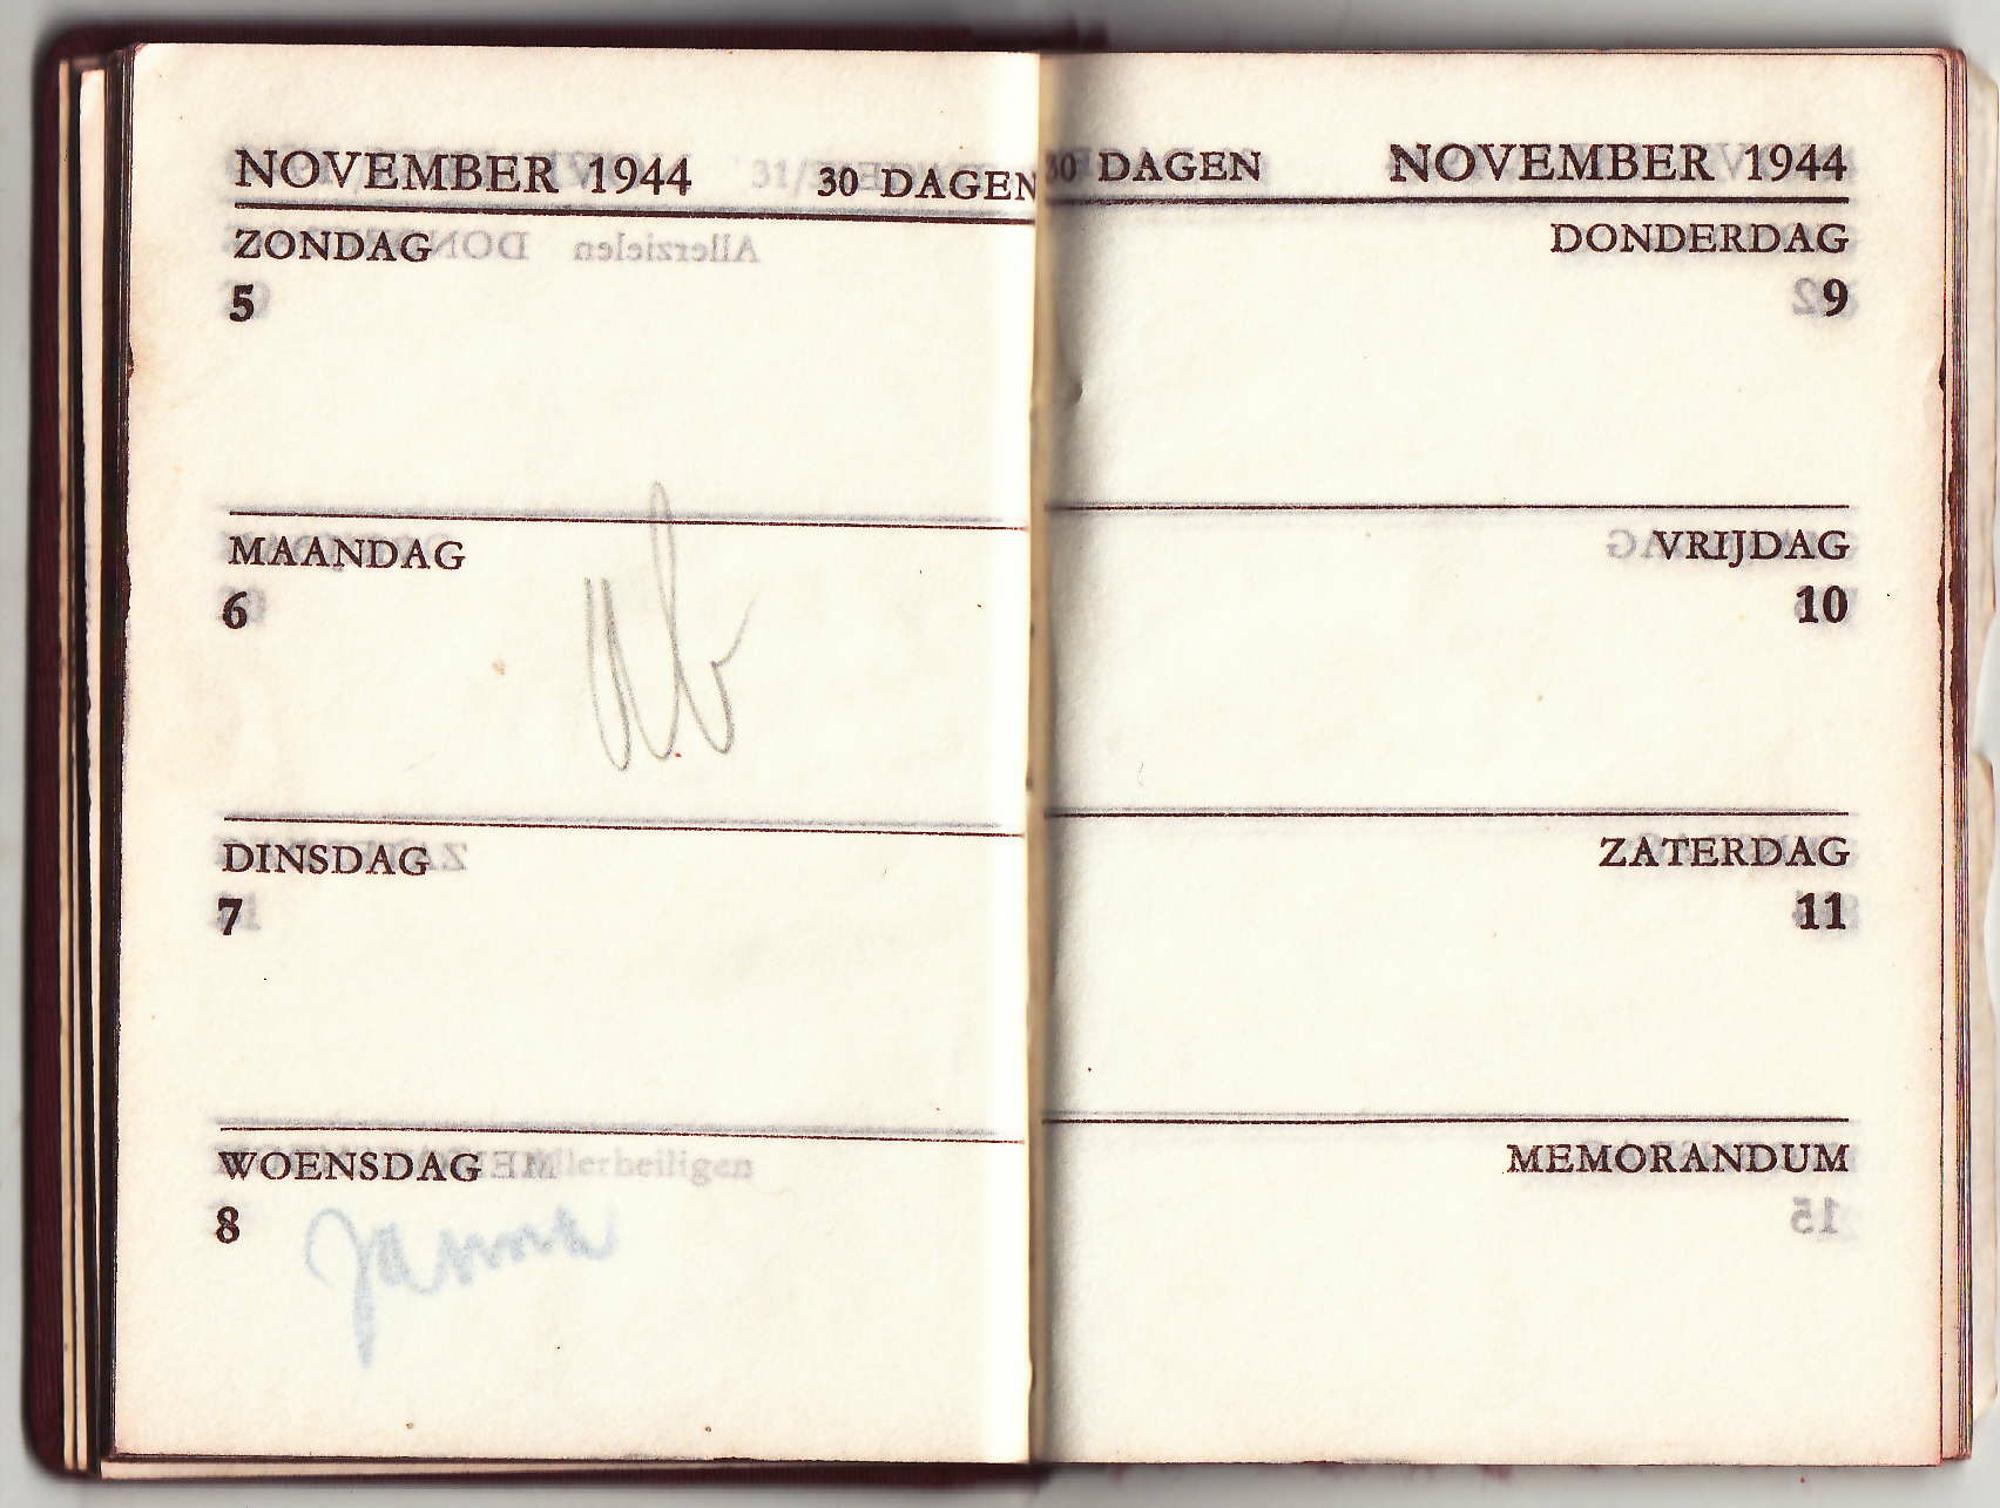 NOVEMBER 1944 30 DAGEN
ZONDAG
5
MAANDAG
6
DINSDAG
7
WOENSDAG
8
30 DAGEN NOVEMBER 1944
DONDERDAG
9
VRIJDAG
10
ZATERDAG
11
MEMORANDUM